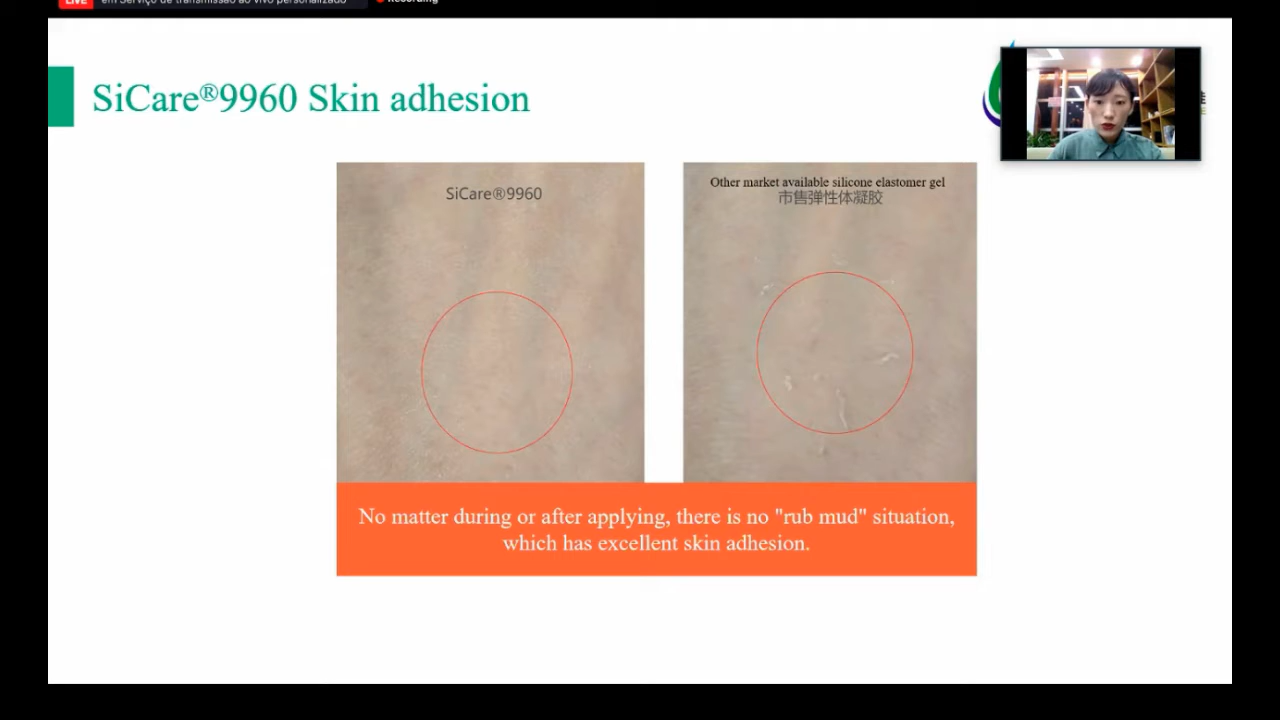 LIVE em Serviço de transmissão ao vivo personalizado Recording
SiCare®9960 Skin adhesion
SiCare®9960
Other market available silicone elastomer gel
市售弹性体凝胶
No matter during or after applying, there is no "rub mud" situation,
which has excellent skin adhesion.